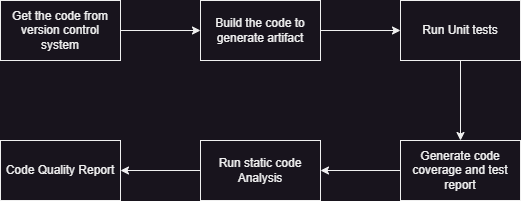 Get the code from
version control
system
Build the code to
generate artifact
Run Unit tests
Generate code
coverage and test
report
Run static code
Analysis
Code Quality Report